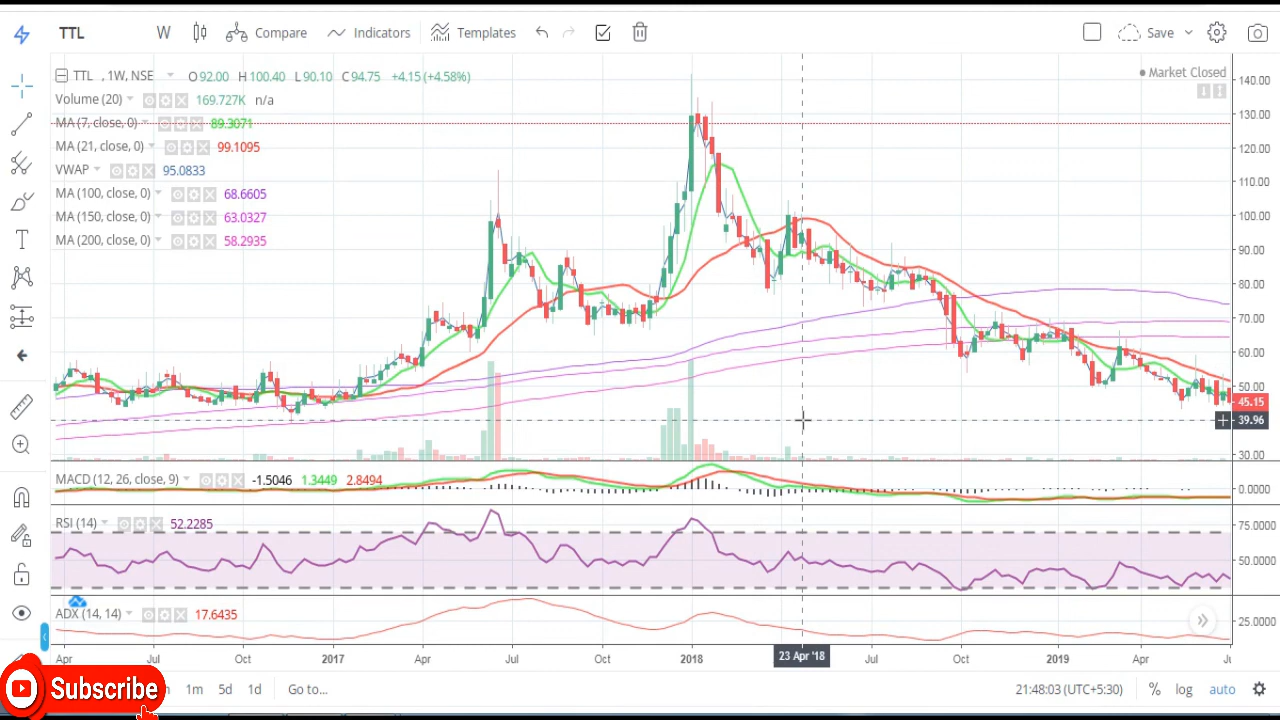 TTL W Compare Indicators Templates Save
TTL , 1W, NSE O92.00 H100.40 L90.10 C94.75 +4.15 (+4.58%)
Market Closed
Volume (20) 169.727K n/a
MA (7, close, 0) 89.3071
MA (21, close, 0) 99.1095
VWAP 95.0833
MA (100, close, 0) 68.6605
MA (150, close, 0) 63.0327
MA (200, close, 0) 58.2935
140.00
130.00
120.00
110.00
100.00
90.00
80.00
70.00
60.00
50.00
45.15
39.96
30.00
MACD (12, 26, close, 9) -1.5046 1.3449 2.8494
0.0000
RSI (14) 52.2285
75.0000
50.0000
ADX (14, 14) 17.6435
25.0000
Apr Jul Oct 2017 Apr Jul Oct 2018 23 Apr '18 Jul Oct 2019 Apr
Subscribe
1m 5d 1d Go to... 21:48:03 (UTC+5:30) % log auto